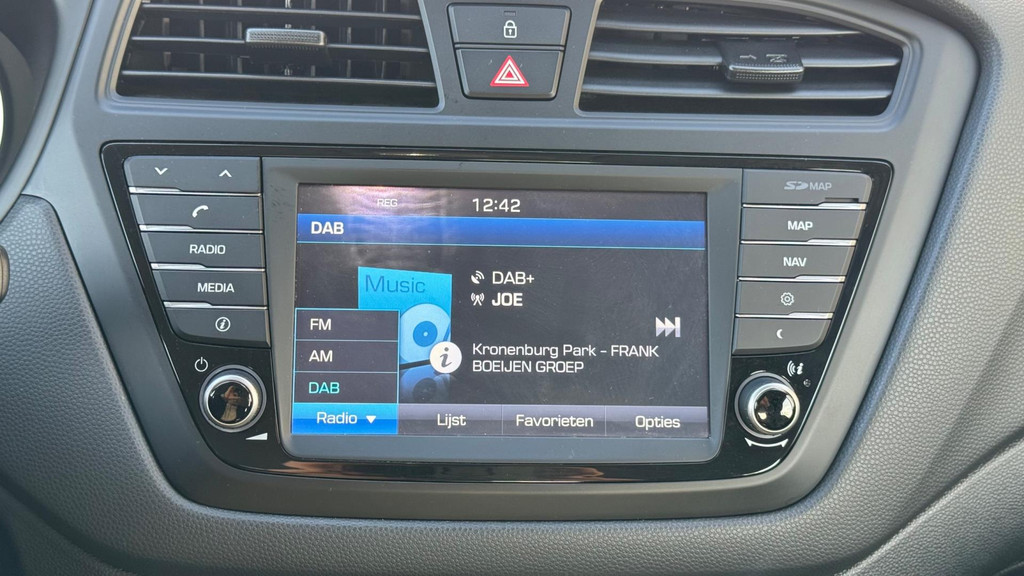 SD MAP
RADIO
MEDIA
MAP
NAV
REG 12:42
DAB
Music
DAB+
JOE
Kronenburg Park - FRANK
BOEIJEN GROEP
FM
AM
DAB
Radio Lijst Favorieten Opties